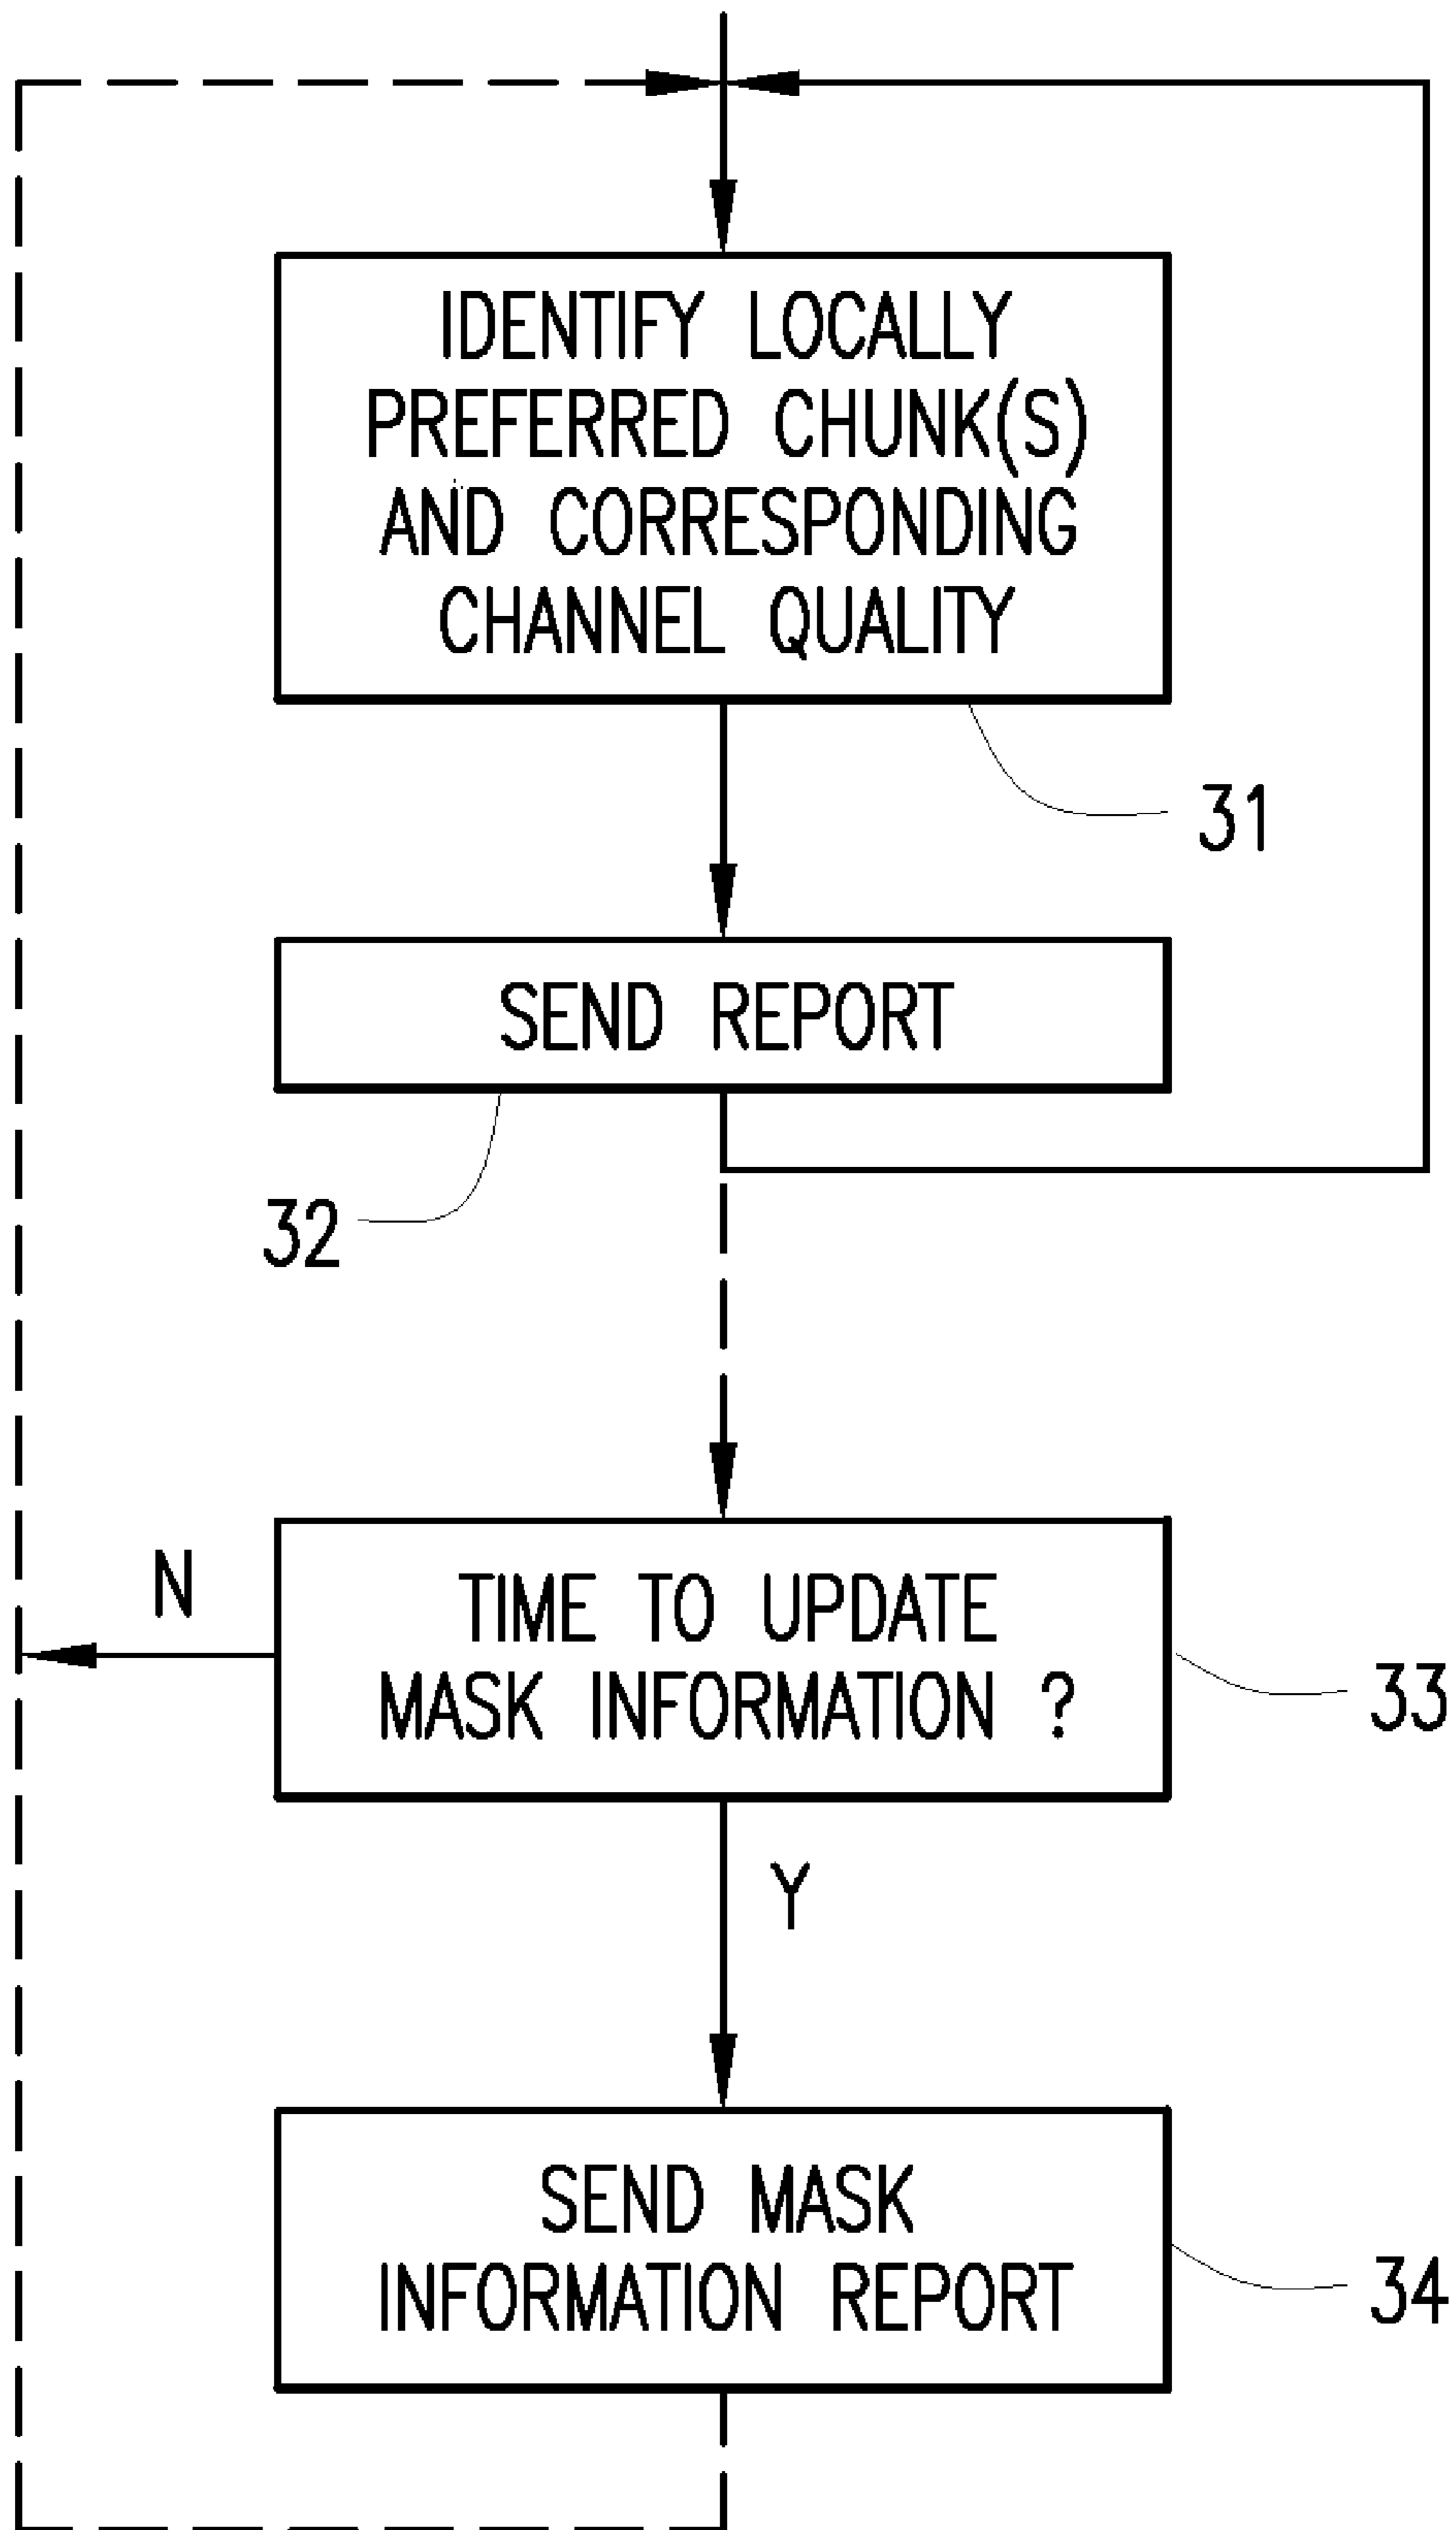 IDENTIFY LOCALLY
PREFERRED CHUNK(S)
AND CORRESPONDING
CHANNEL QUALITY
31
SEND REPORT
32
N
TIME TO UPDATE
MASK INFORMATION ?
33
Y
SEND MASK
INFORMATION REPORT
34